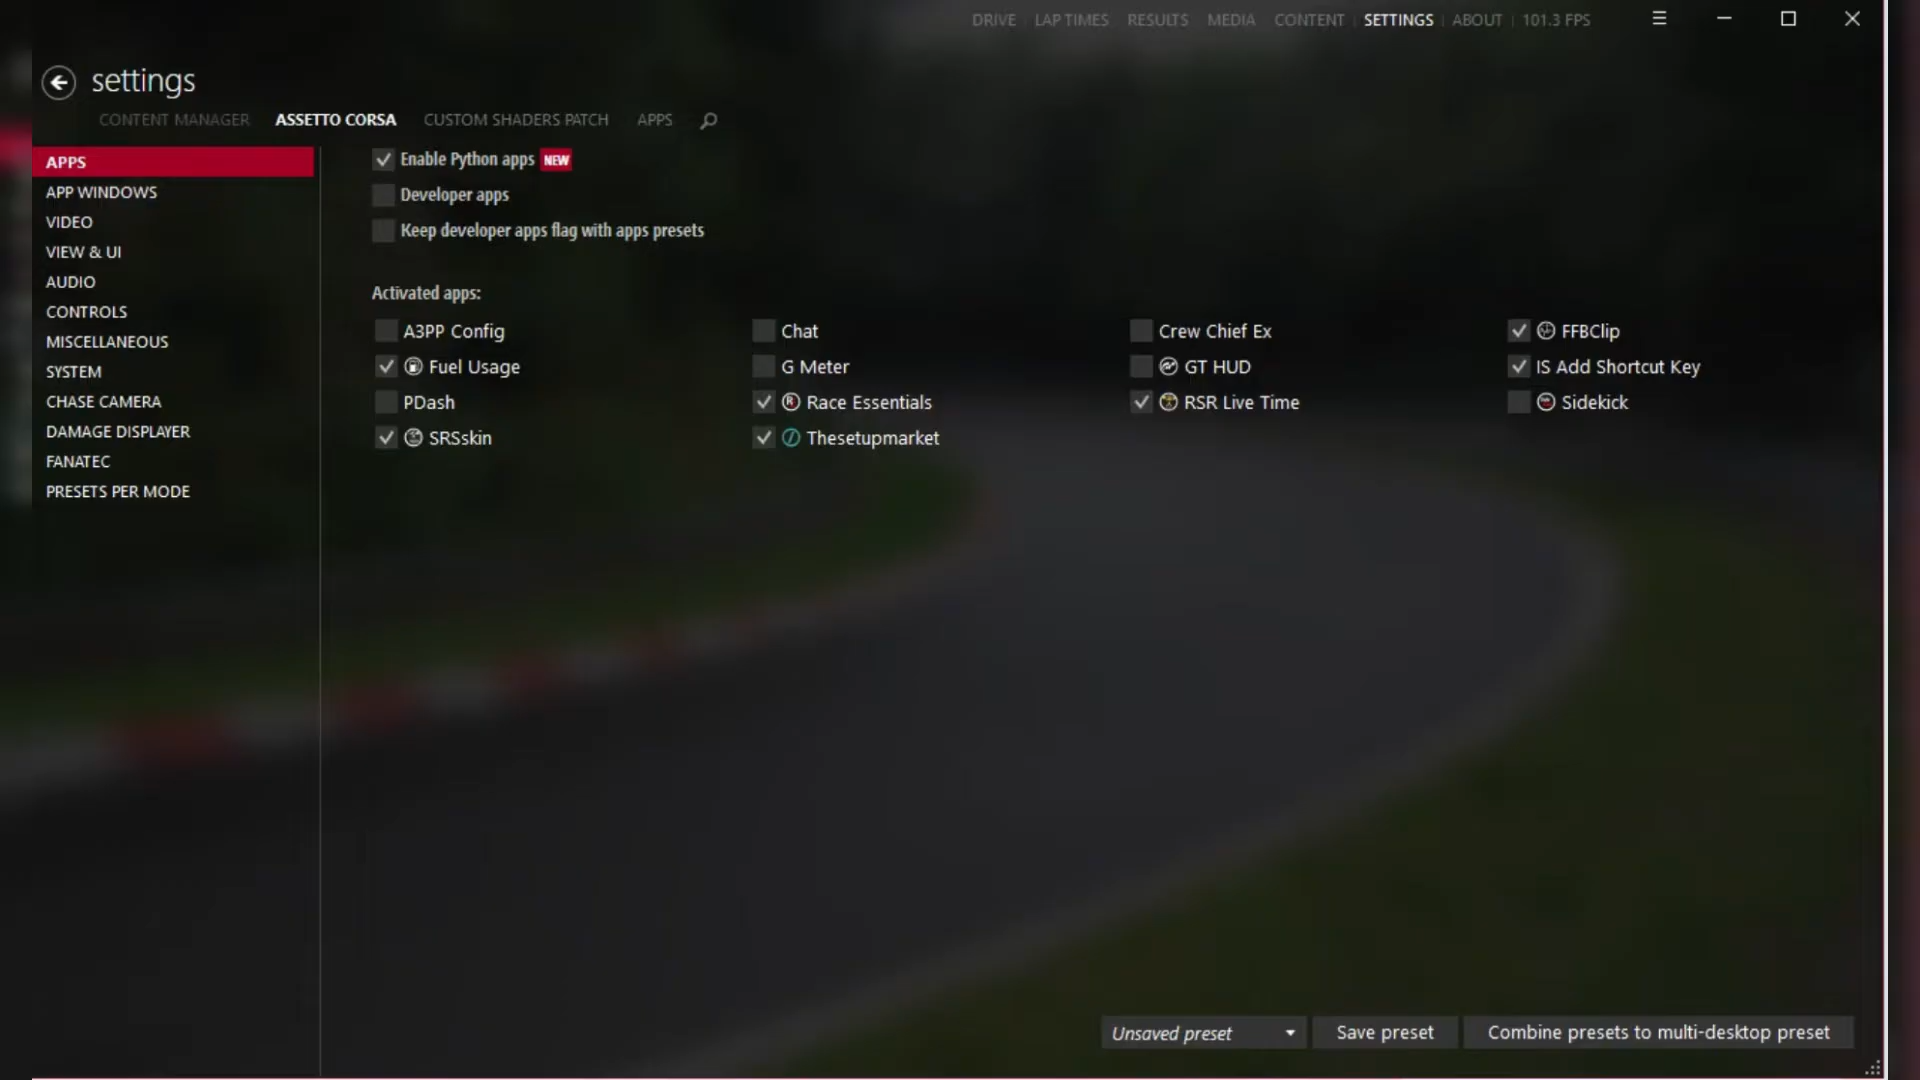 DRIVE LAP TIMES RESULTS MEDIA CONTENT SETTINGS ABOUT 101.3 FPS
settings
CONTENT MANAGER ASSETTO CORSA CUSTOM SHADERS PATCH APPS
APPS
APP WINDOWS
VIDEO
VIEW & UI
AUDIO
CONTROLS
MISCELLANEOUS
SYSTEM
CHASE CAMERA
DAMAGE DISPLAYER
FANATEC
PRESETS PER MODE
Enable Python apps NEW
Developer apps
Keep developer apps flag with apps presets
Activated apps:
A3PP Config Chat Crew Chief Ex FFBClip
Fuel Usage G Meter GT HUD IS Add Shortcut Key
PDash Race Essentials RSR Live Time Sidekick
SRSskin Thesetupmarket
Unsaved preset Save preset Combine presets to multi-desktop preset